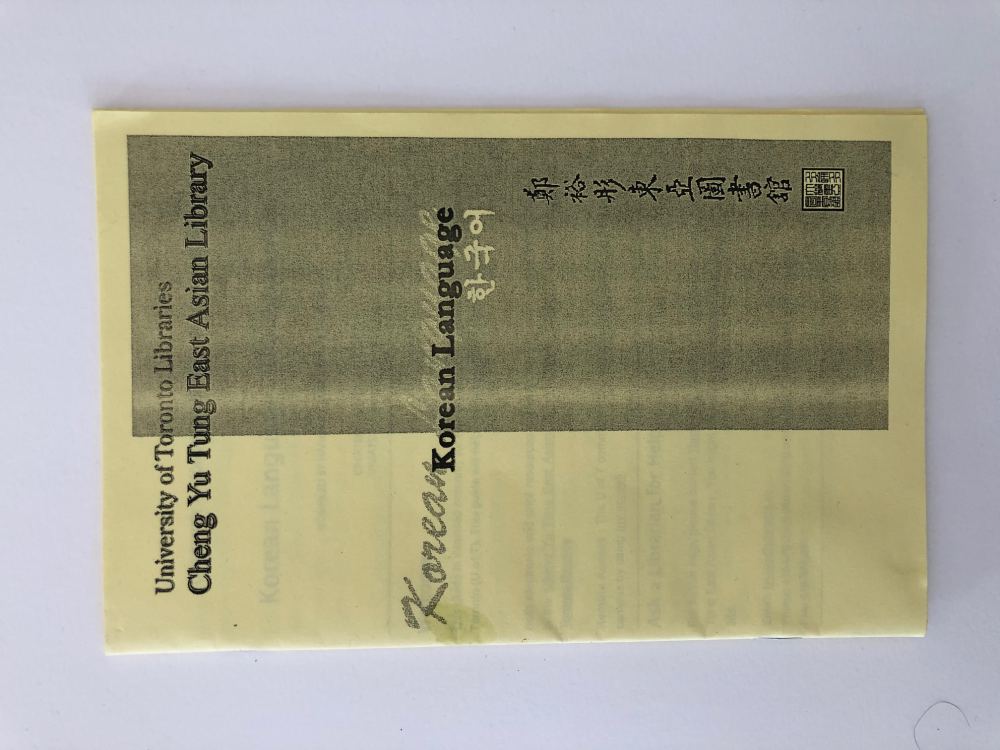 University of Toronto Libraries
Cheng Yu Tung East Asian Library
Korean Language
Korean Language
한국어
鄭裕彤東亞圖書館